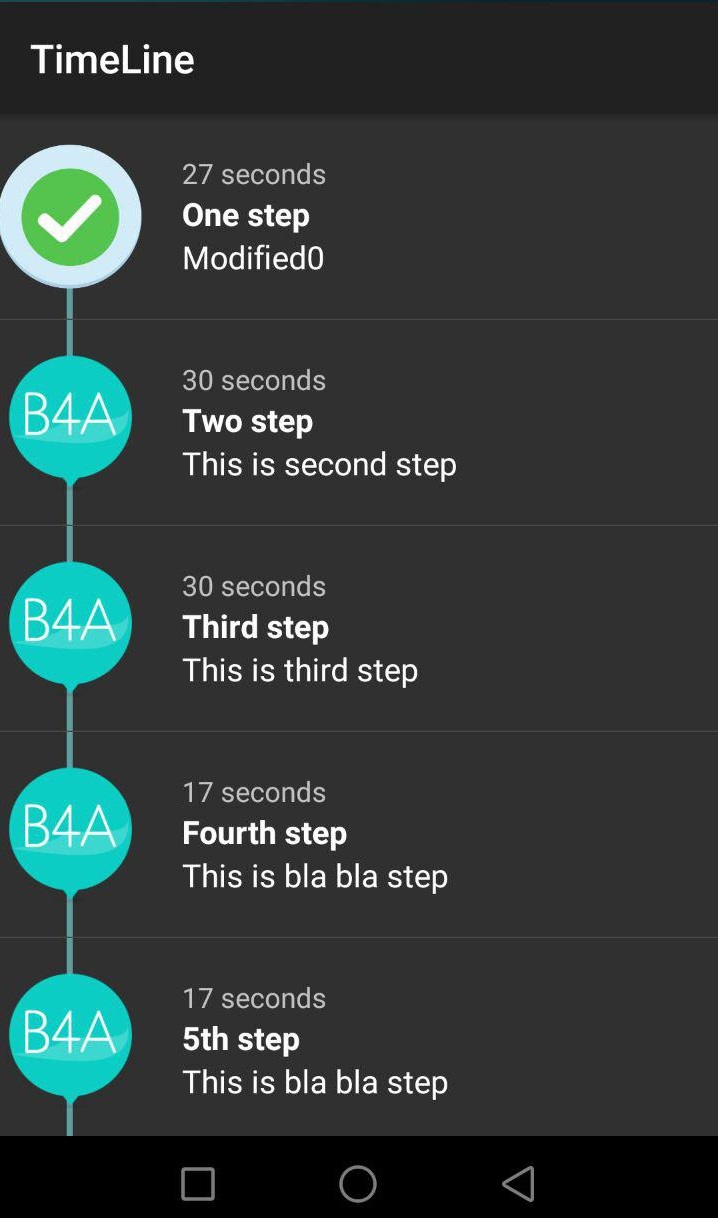 TimeLine
27 seconds
One step
Modified0
B4A
30 seconds
Two step
This is second step
B4A
30 seconds
Third step
This is third step
B4A
17 seconds
Fourth step
This is bla bla step
B4A
17 seconds
5th step
This is bla bla step